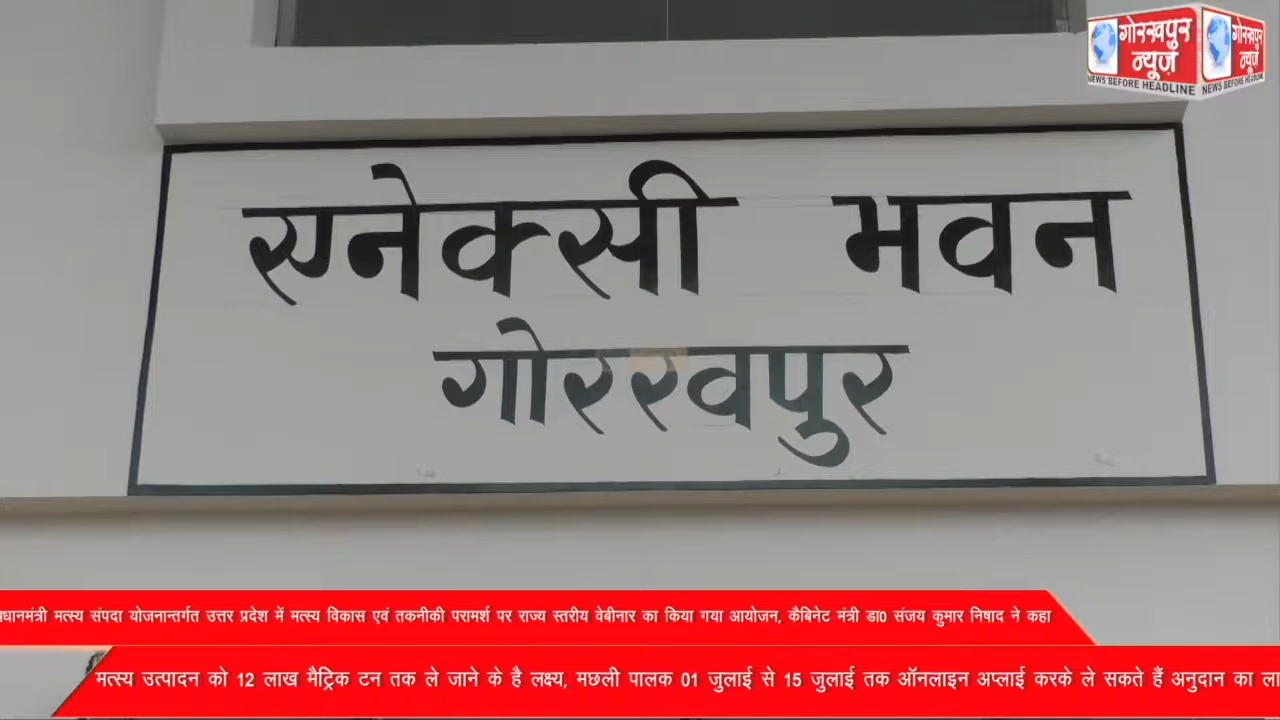 गोरखपुर
न्यूज़
NEWS BEFORE HEADLINE
गोरखपुर
न्यूज़
NEWS BEFORE HEADLINE
एनेक्सी भवन
गोरखपुर
मत्स्य संपदा योजनान्तर्गत उत्तर प्रदेश में मत्स्य विकास एवं तकनीकी परामर्श पर राज्य स्तरीय वेबीनार का किया गया आयोजन, कैबिनेट मंत्री डा0 संजय कुमार निषाद ने कहा
मत्स्य उत्पादन को 12 लाख मैट्रिक टन तक ले जाने के है लक्ष्य, मछली पालक 01 जुलाई से 15 जुलाई तक ऑनलाइन अप्लाई करके ले सकते हैं अनुदान का